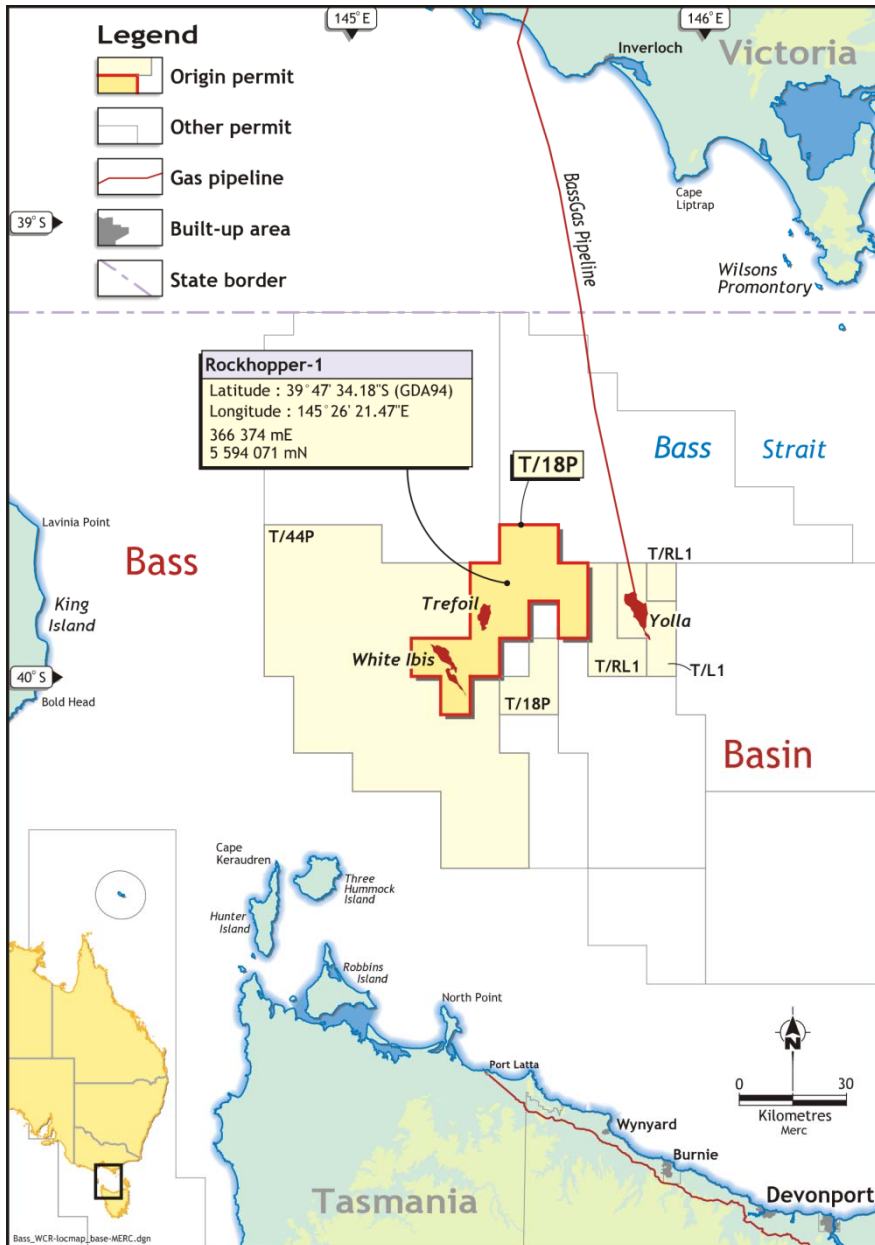 145°E
146°E
Legend
Origin permit
Other permit
Gas pipeline
Built-up area
State border
Inverloch
Victoria
Cape
Liptrap
39°S
BassGas Pipeline
Wilsons
Promontory
Rockhopper-1
Latitude : 39°47' 34.18"S (GDA94)
Longitude : 145°26' 21.47"E
366 374 mE
5 594 071 mN
Bass Strait
T/18P
Lavinia Point
T/44P
Bass
T/RL1
King
Island
Trefoil
Yolla
White Ibis
40°S
T/RL1
T/L1
Bold Head
T/18P
Basin
Cape
Keraudren
Three
Hummock
Island
Hunter
Island
Robbins
Island
North Point
N
Port Latta
0 30
Kilometres
Merc
Wynyard
Burnie
Tasmania
Devonport
Bass_WCR-locmap_base-MERC.dgn